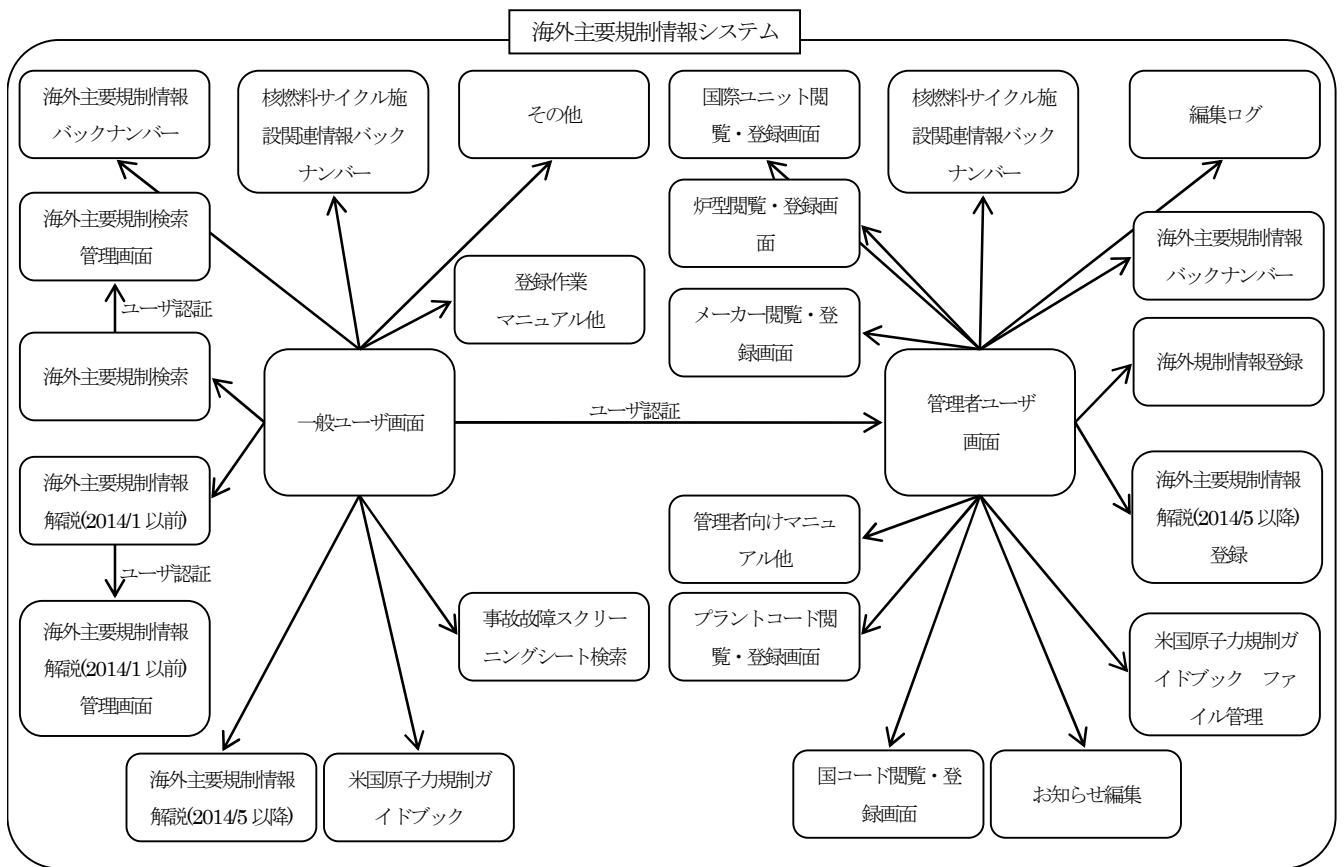 海外主要規制情報システム
海外主要規制情報
バックナンバー
核燃料サイクル施
設関連情報バック
ナンバー
その他
国際ユニット閲
覧・登録画面
核燃料サイクル施
設関連情報バック
ナンバー
編集ログ
海外主要規制検索
管理画面
炉型閲覧・登録画
面
海外主要規制情報
バックナンバー
登録作業
マニュアル他
ユーザ認証
メーカー閲覧・登
録画面
海外主要規制検索
一般ユーザ画面
ユーザ認証
管理者ユーザ
画面
海外規制情報登録
海外主要規制情報
解説(2014/1 以前)
ユーザ認証
管理者向けマニュ
アル他
海外主要規制情報
解説(2014/5 以降)
登録
海外主要規制情報
解説(2014/1 以前)
管理画面
事故故障スクリー
ニングシート検索
プラントコード閲
覧・登録画面
米国原子力規制ガ
イドブック　ファ
イル管理
海外主要規制情報
解説(2014/5 以降)
米国原子力規制ガ
イドブック
国コード閲覧・登
録画面
お知らせ編集